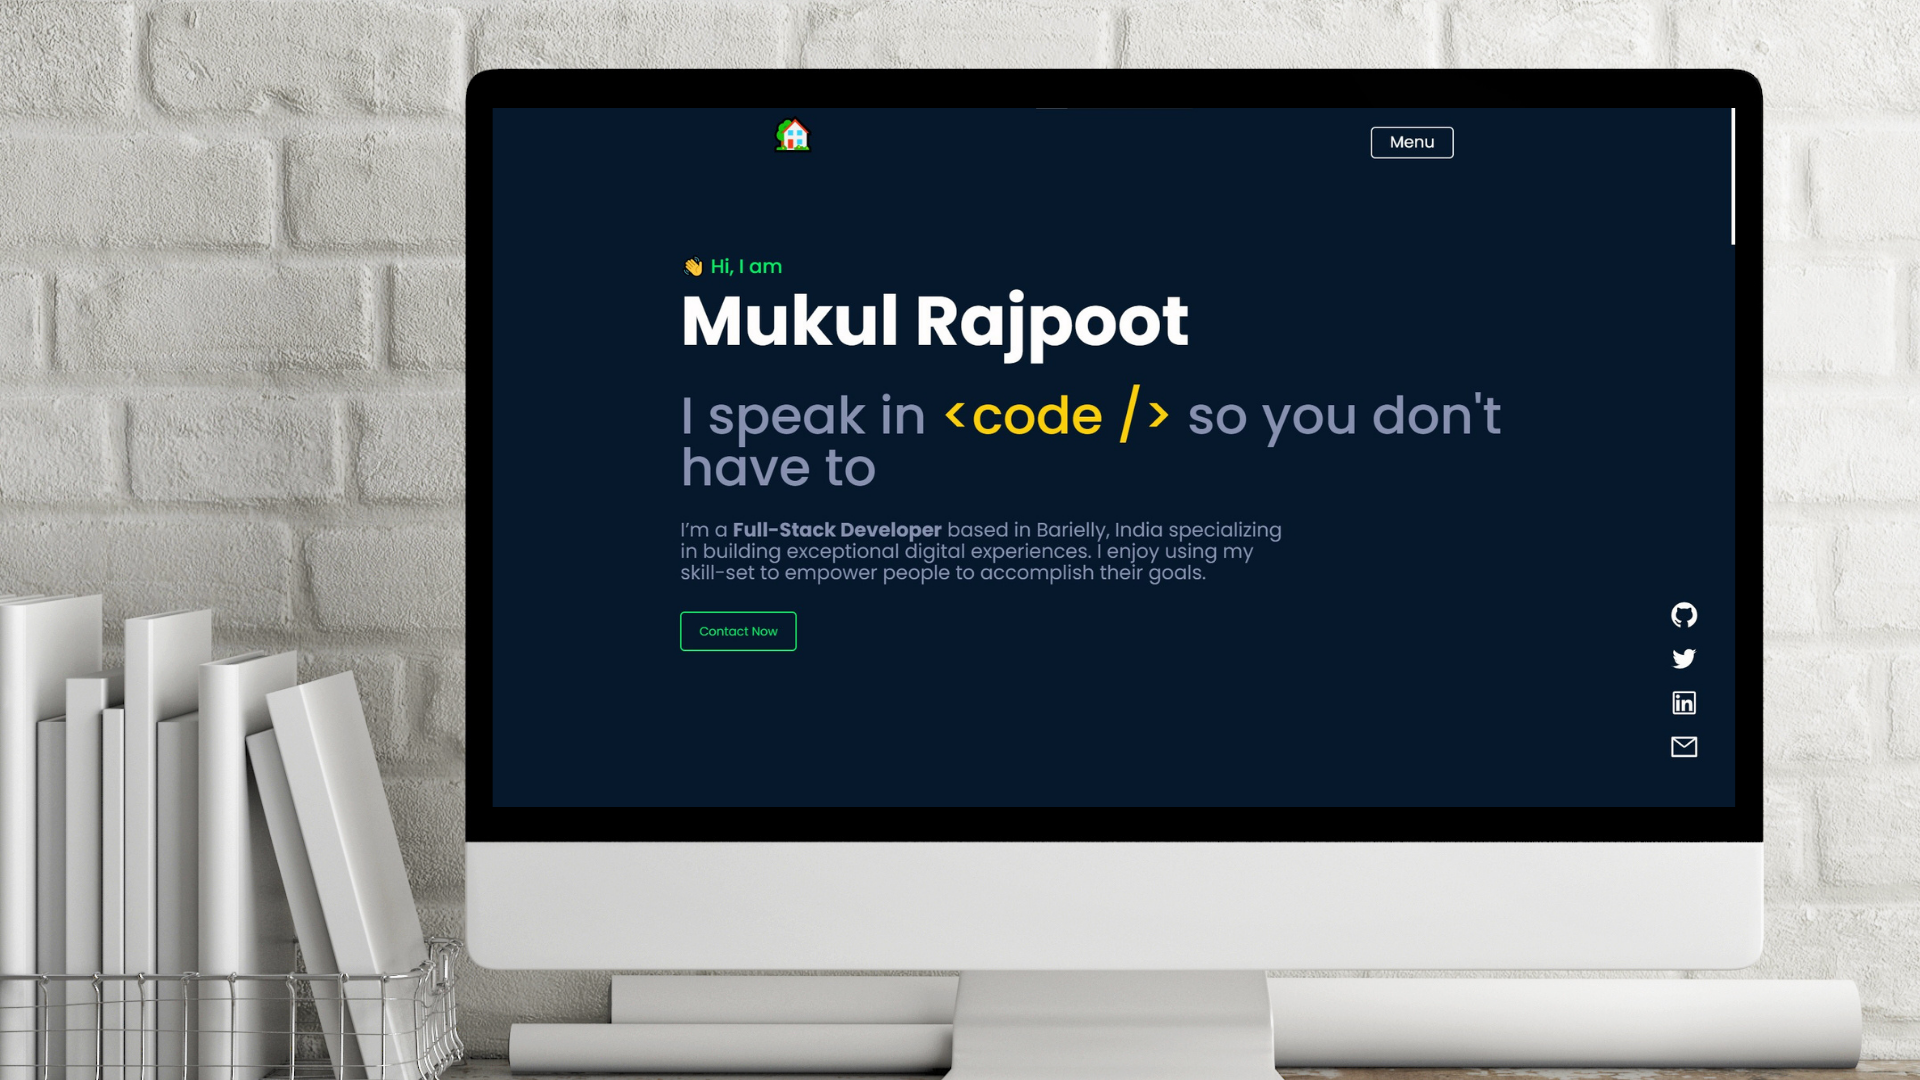 Menu
👋 Hi, I am
Mukul Rajpoot
I speak in <code /> so you don't
have to
I’m a Full-Stack Developer based in Barielly, India specializing
in building exceptional digital experiences. I enjoy using my
skill-set to empower people to accomplish their goals.
Contact Now